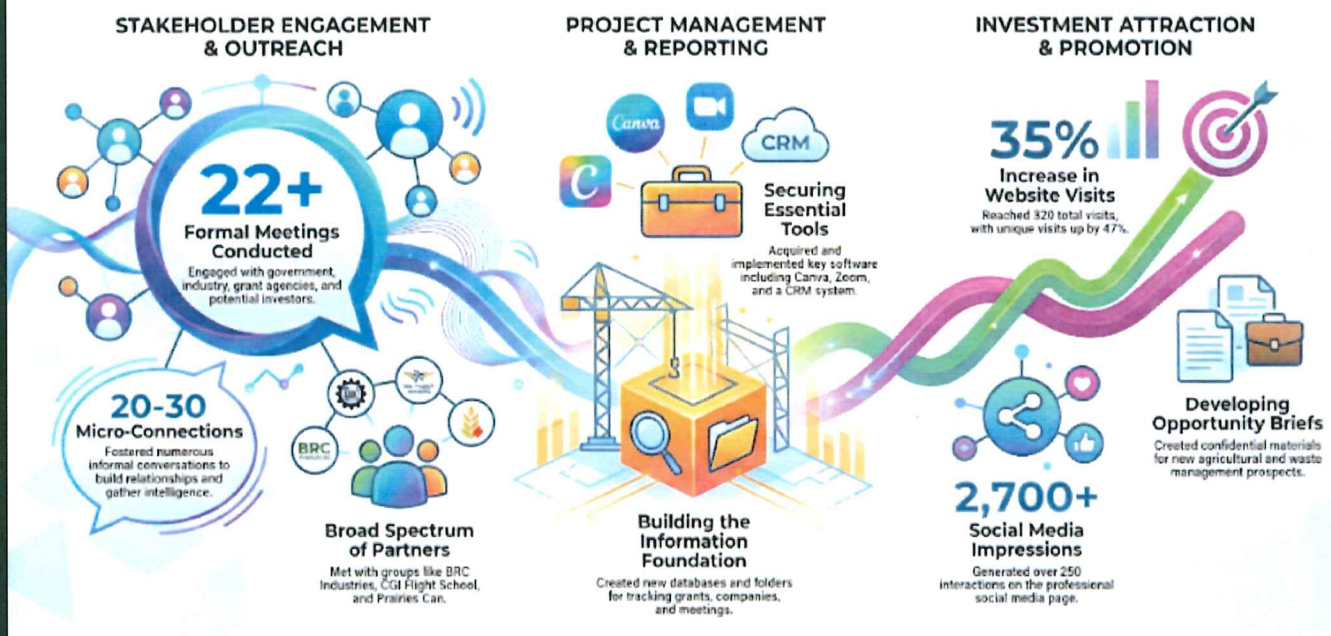 STAKEHOLDER ENGAGEMENT
& OUTREACH
22+
Formal Meetings
Conducted
Engaged with government,
industry, grant agencies, and
potential investors.
20-30
Micro-Connections
Fostered numerous
informal conversations to
build relationships and
gather intelligence.
BRC
Broad Spectrum
of Partners
Met with groups like BRC
Industries, CGI Flight School,
and Prairies Can.
PROJECT MANAGEMENT
& REPORTING
Canva
C
CRM
Securing
Essential
Tools
Acquired and
implemented key software
including Canva, Zoom,
and a CRM system.
Building the
Information
Foundation
Created new databases and folders
for tracking grants, companies,
and meetings.
INVESTMENT ATTRACTION
& PROMOTION
35%
Increase in
Website Visits
Reached 320 total visits,
with unique visits up by 47%.
2,700+
Social Media
Impressions
Generated over 250
interactions on the professional
social media page.
Developing
Opportunity Briefs
Created confidential materials
for new agricultural and waste
management prospects.